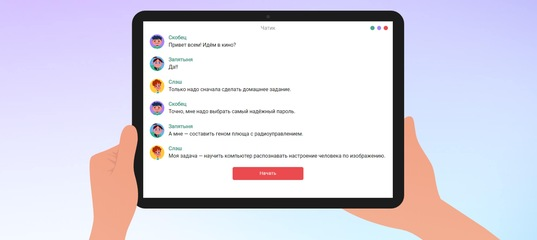 Чатик
Скобец
Привет всем! Идём в кино?
Запятыня
Да!!
Слэш
Только надо сначала сделать домашнее задание.
Скобец
Точно, мне надо выбрать самый надёжный пароль.
Запятыня
А мне — составить геном плюща с радиоуправлением.
Слэш
Моя задача — научить компьютер распознавать настроение человека по изображению.
Начать